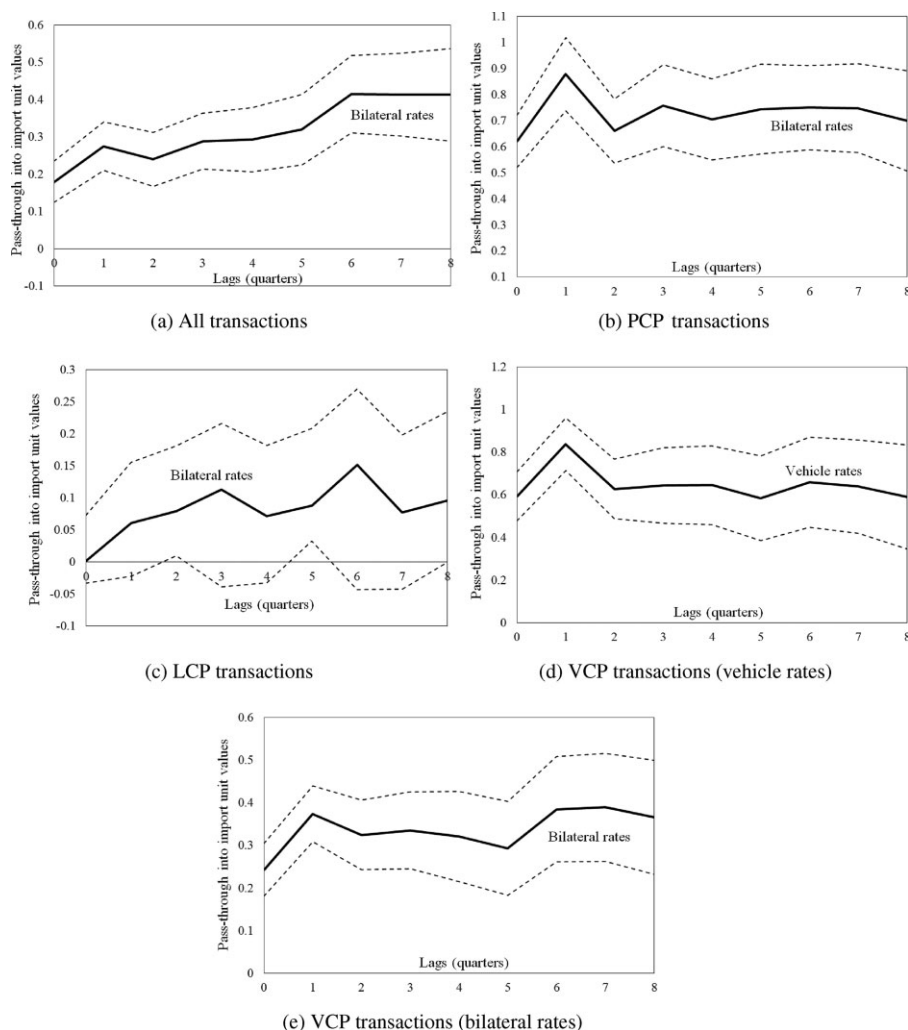 Pass-through into import unit values
0.6
0.5
0.4
0.3
0.2
0.1
0
-0.1
Bilateral rates
0 1 2 3 4 5 6 7 8
Lags (quarters)
(a) All transactions
Pass-through into import unit values
1.1
1
0.9
0.8
0.7
0.6
0.5
0.4
0.3
0.2
0.1
Bilateral rates
Lags (quarters)
0 1 2 3 4 5 6 7 8
(b) PCP transactions
Pass-through into import unit values
0.3
0.25
0.2
0.15
0.1
0.05
0
-0.05
-0.1
Bilateral rates
0 1 2 3 4 5 6 7 8
Lags (quarters)
(c) LCP transactions
Pass-through into import unit values
1.2
1
0.8
0.6
0.4
0.2
0
Vehicle rates
Lags (quarters)
0 1 2 3 4 5 6 7 8
(d) VCP transactions (vehicle rates)
Pass-through into import unit values
0.6
0.5
0.4
0.3
0.2
0.1
0
Bilateral rates
Lags (quarters)
0 1 2 3 4 5 6 7 8
(e) VCP transactions (bilateral rates)